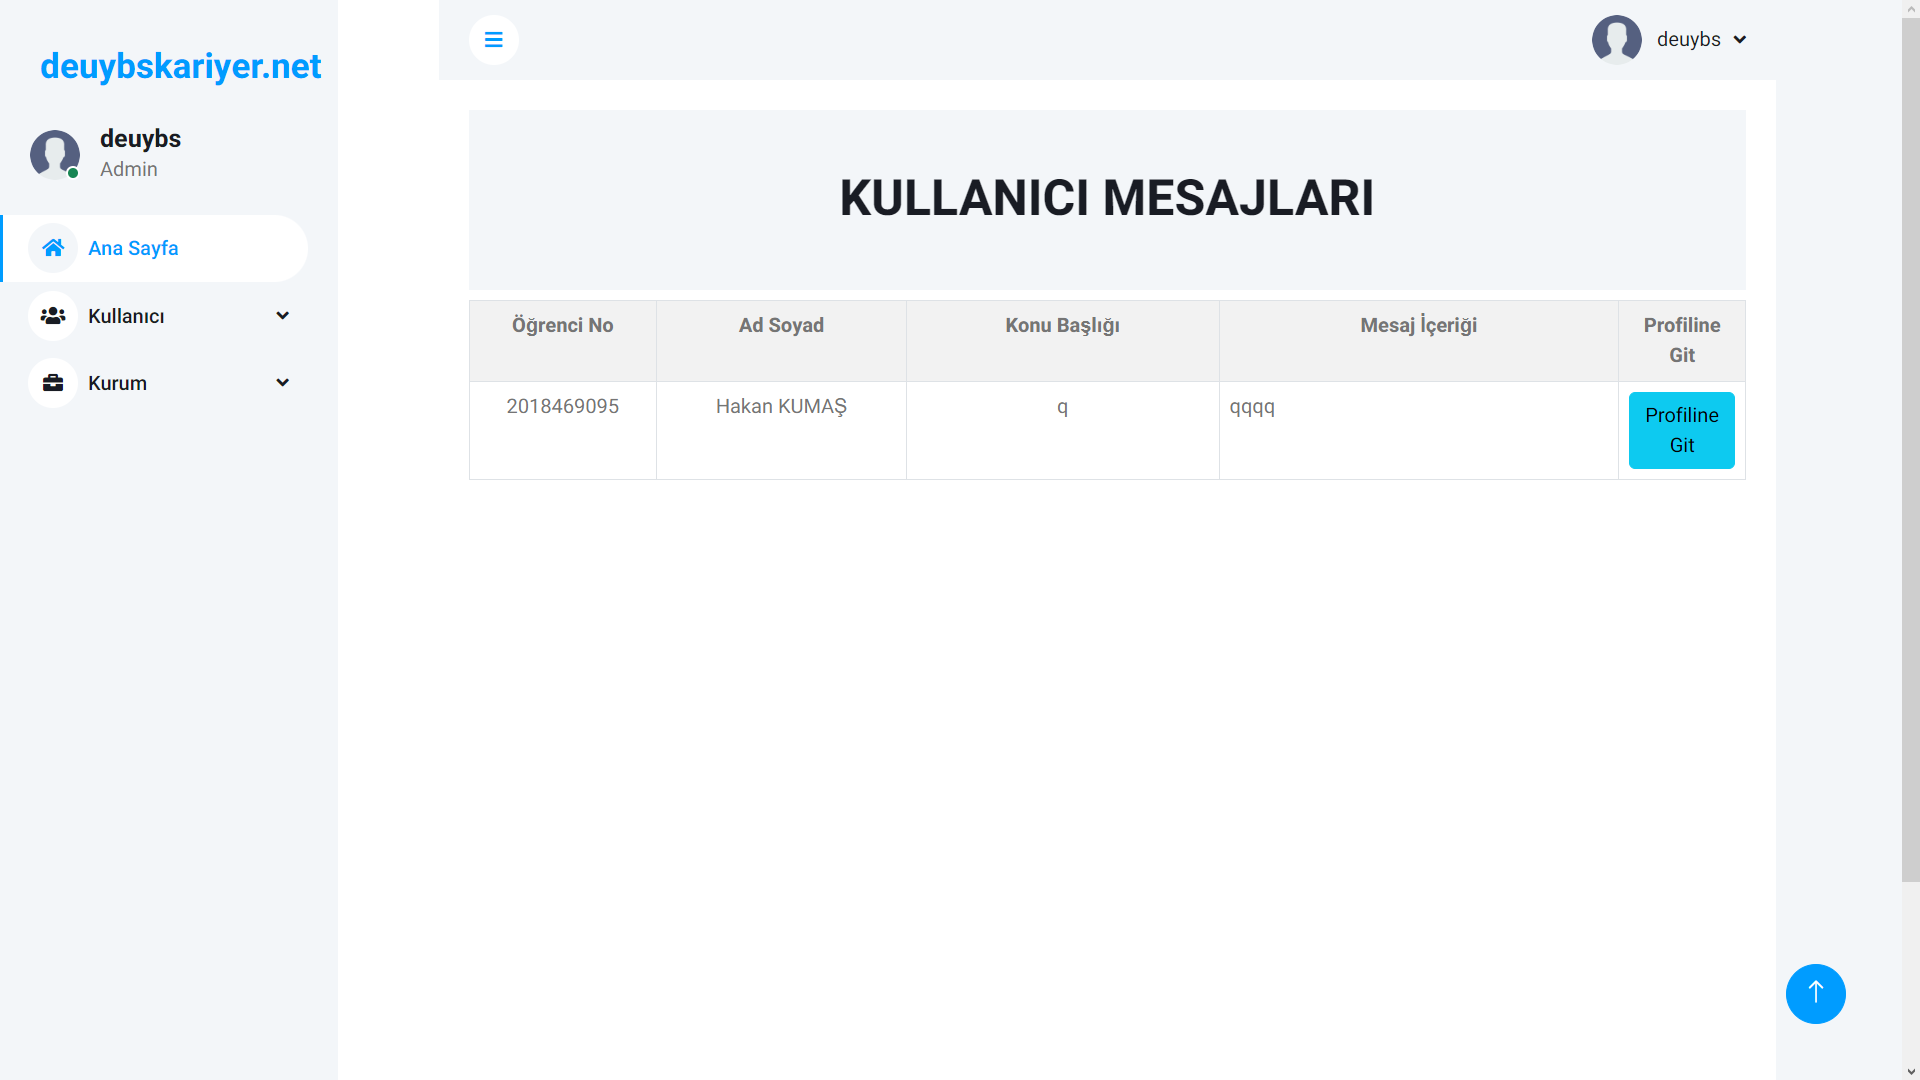 deuybskariyer.net
deuybs
Admin
Ana Sayfa
Kullanıcı
Kurum
deuybs
KULLANICI MESAJLARI
Öğrenci No
Ad Soyad
Konu Başlığı
Mesaj İçeriği
Profiline
Git
2018469095
Hakan KUMAŞ
q
qqqq
Profiline
Git